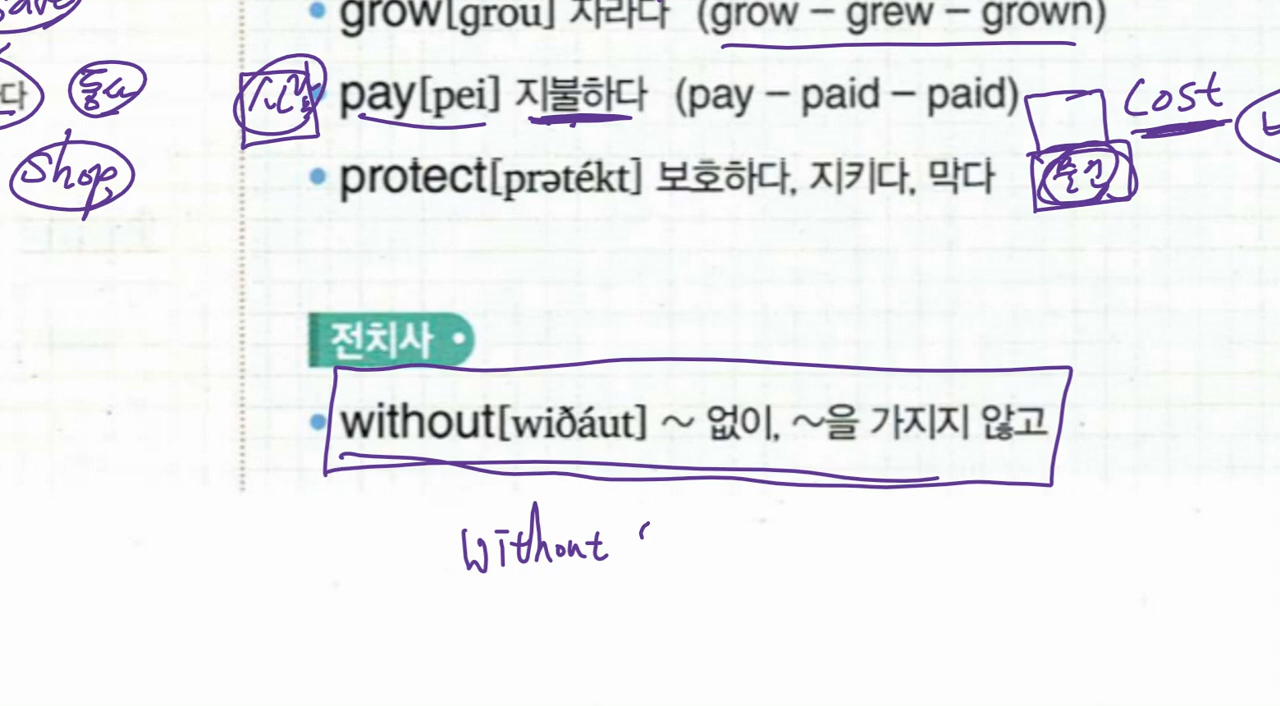 grow[grou] 자라다 (grow – grew – grown)
pay[pei] 지불하다 (pay – paid – paid)
cost
protect[prətékt] 보호하다, 지키다, 막다
shop
전치사
without[wiðáut] ~ 없이, ~을 가지지 않고
without